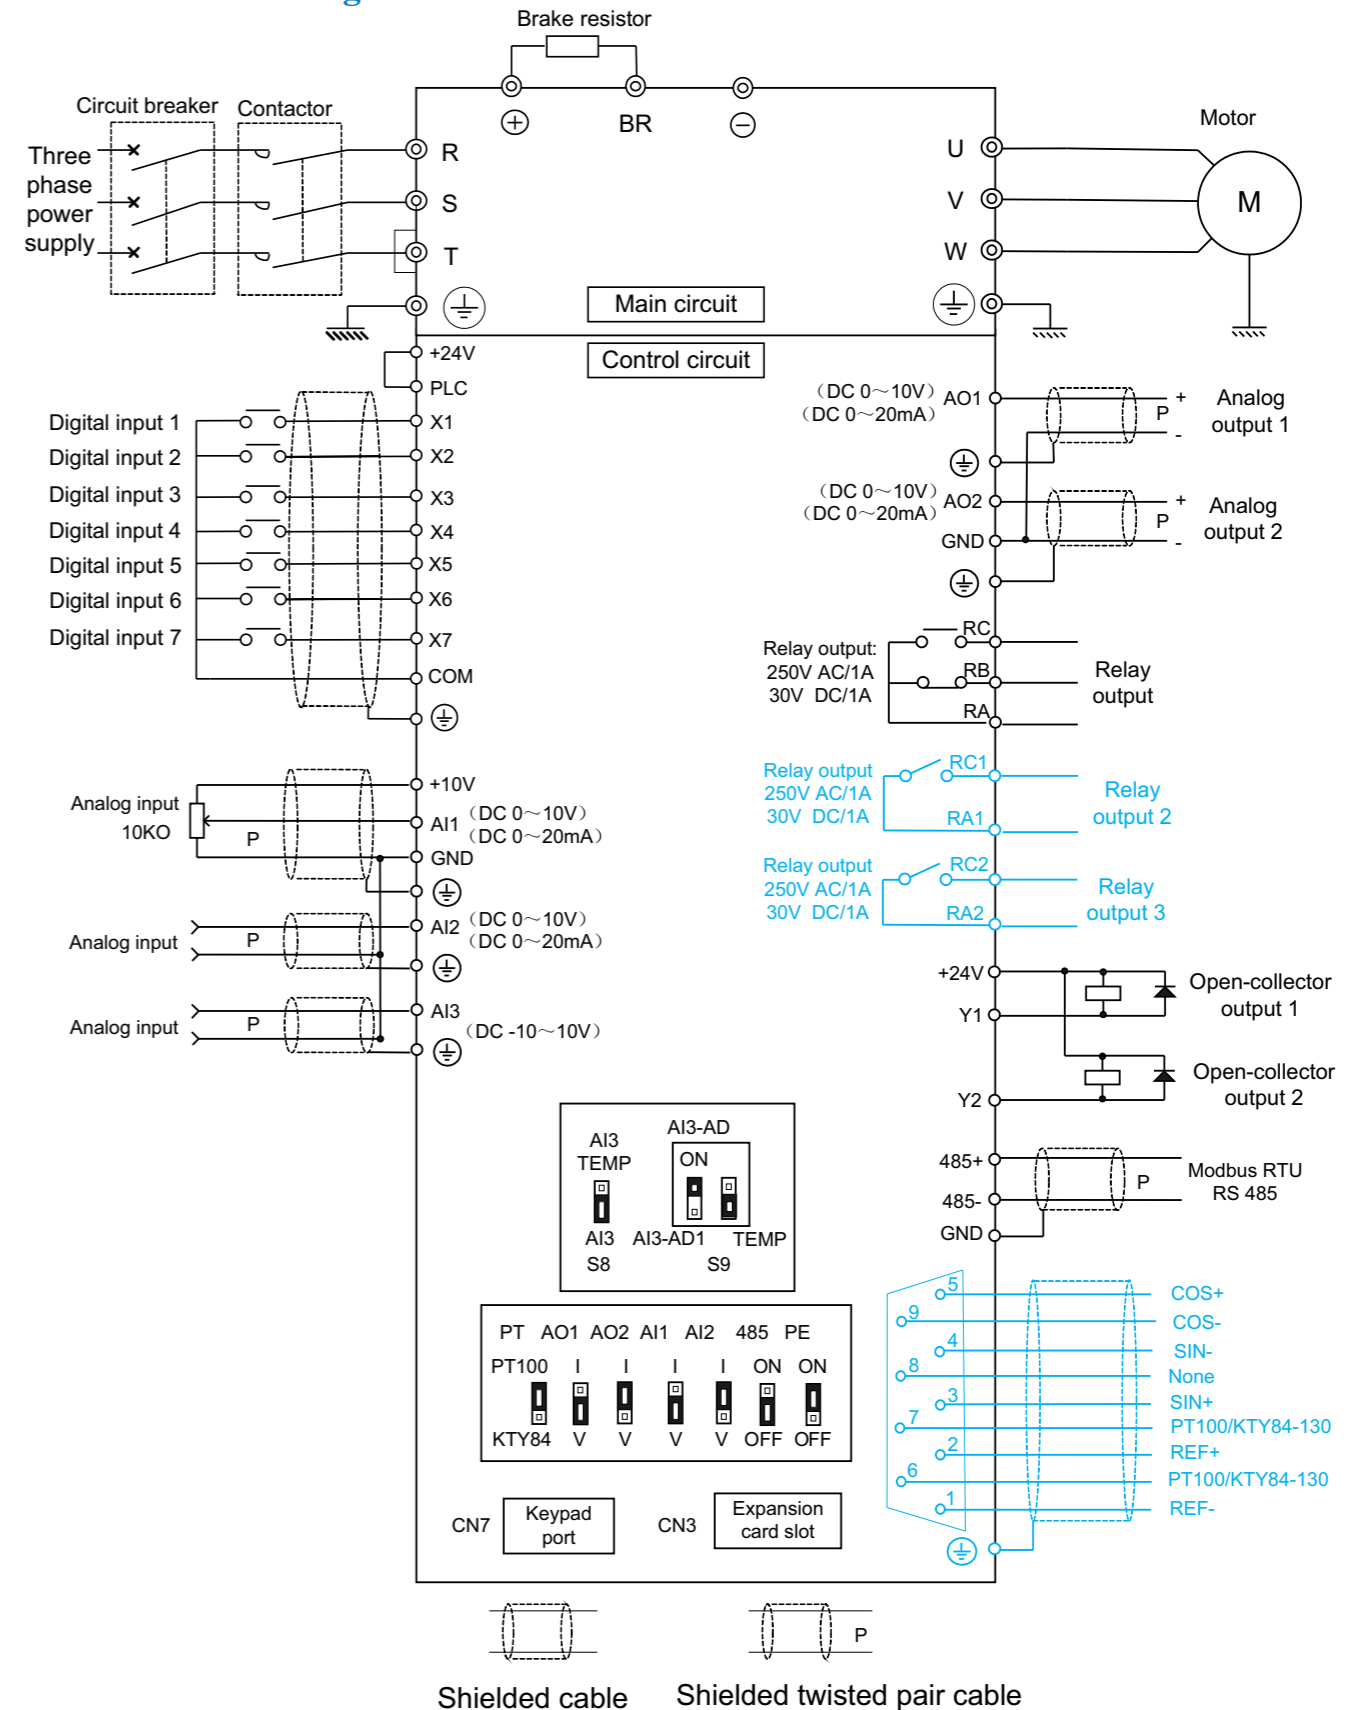 Brake resistor
Circuit breaker
Contactor
Three
phase
power
supply
BR
R
S
T
U
V
W
Motor
M
Main circuit
Control circuit
+24V
PLC
Digital input 1
X1
Digital input 2
X2
Digital input 3
X3
Digital input 4
X4
Digital input 5
X5
Digital input 6
X6
Digital input 7
X7
COM
Analog input
10KO
P
+10V
AI1
(DC 0~10V)
(DC 0~20mA)
GND
Analog input
P
AI2
(DC 0~10V)
(DC 0~20mA)
Analog input
P
AI3
(DC -10~10V)
(DC 0~10V)
(DC 0~20mA)
AO1
P
+
-
Analog
output 1
(DC 0~10V)
(DC 0~20mA)
AO2
GND
P
+
-
Analog
output 2
Relay output:
250V AC/1A
30V DC/1A
RC
RB
RA
Relay
output
Relay output
250V AC/1A
30V DC/1A
RC1
RA1
Relay
output 2
Relay output
250V AC/1A
30V DC/1A
RC2
RA2
Relay
output 3
+24V
Y1
Open-collector
output 1
Y2
Open-collector
output 2
485+
485-
GND
P
Modbus RTU
RS 485
AI3
TEMP
AI3
S8
AI3-AD
ON
AI3-AD1
TEMP
S9
PT AO1 AO2 AI1 AI2 485 PE
PT100 I I I I ON ON
KTY84 V V V V OFF OFF
CN7
Keypad
port
CN3
Expansion
card slot
5
COS+
9
COS-
4
SIN-
8
None
3
SIN+
7
PT100/KTY84-130
2
REF+
6
PT100/KTY84-130
1
REF-
P
Shielded cable
Shielded twisted pair cable